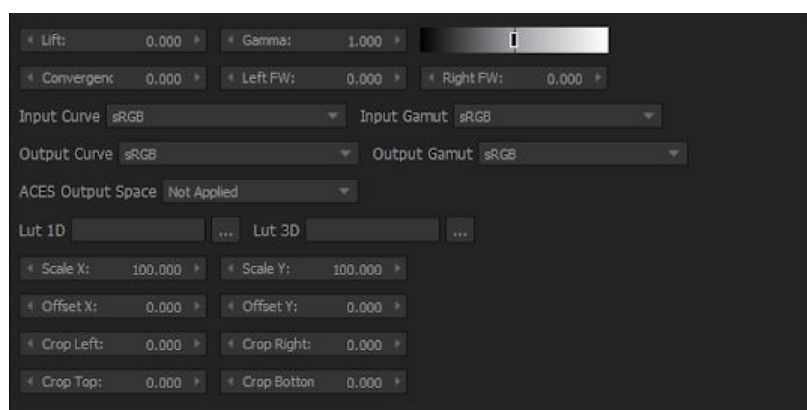 Lift: 0.000 Gamma: 1.000
Convergenc 0.000 Left FW: 0.000 Right FW: 0.000
Input Curve sRGB Input Gamut sRGB
Output Curve sRGB Output Gamut sRGB
ACES Output Space Not Applied
Lut 1D ... Lut 3D ...
Scale X: 100.000 Scale Y: 100.000
Offset X: 0.000 Offset Y: 0.000
Crop Left: 0.000 Crop Right: 0.000
Crop Top: 0.000 Crop Botton 0.000